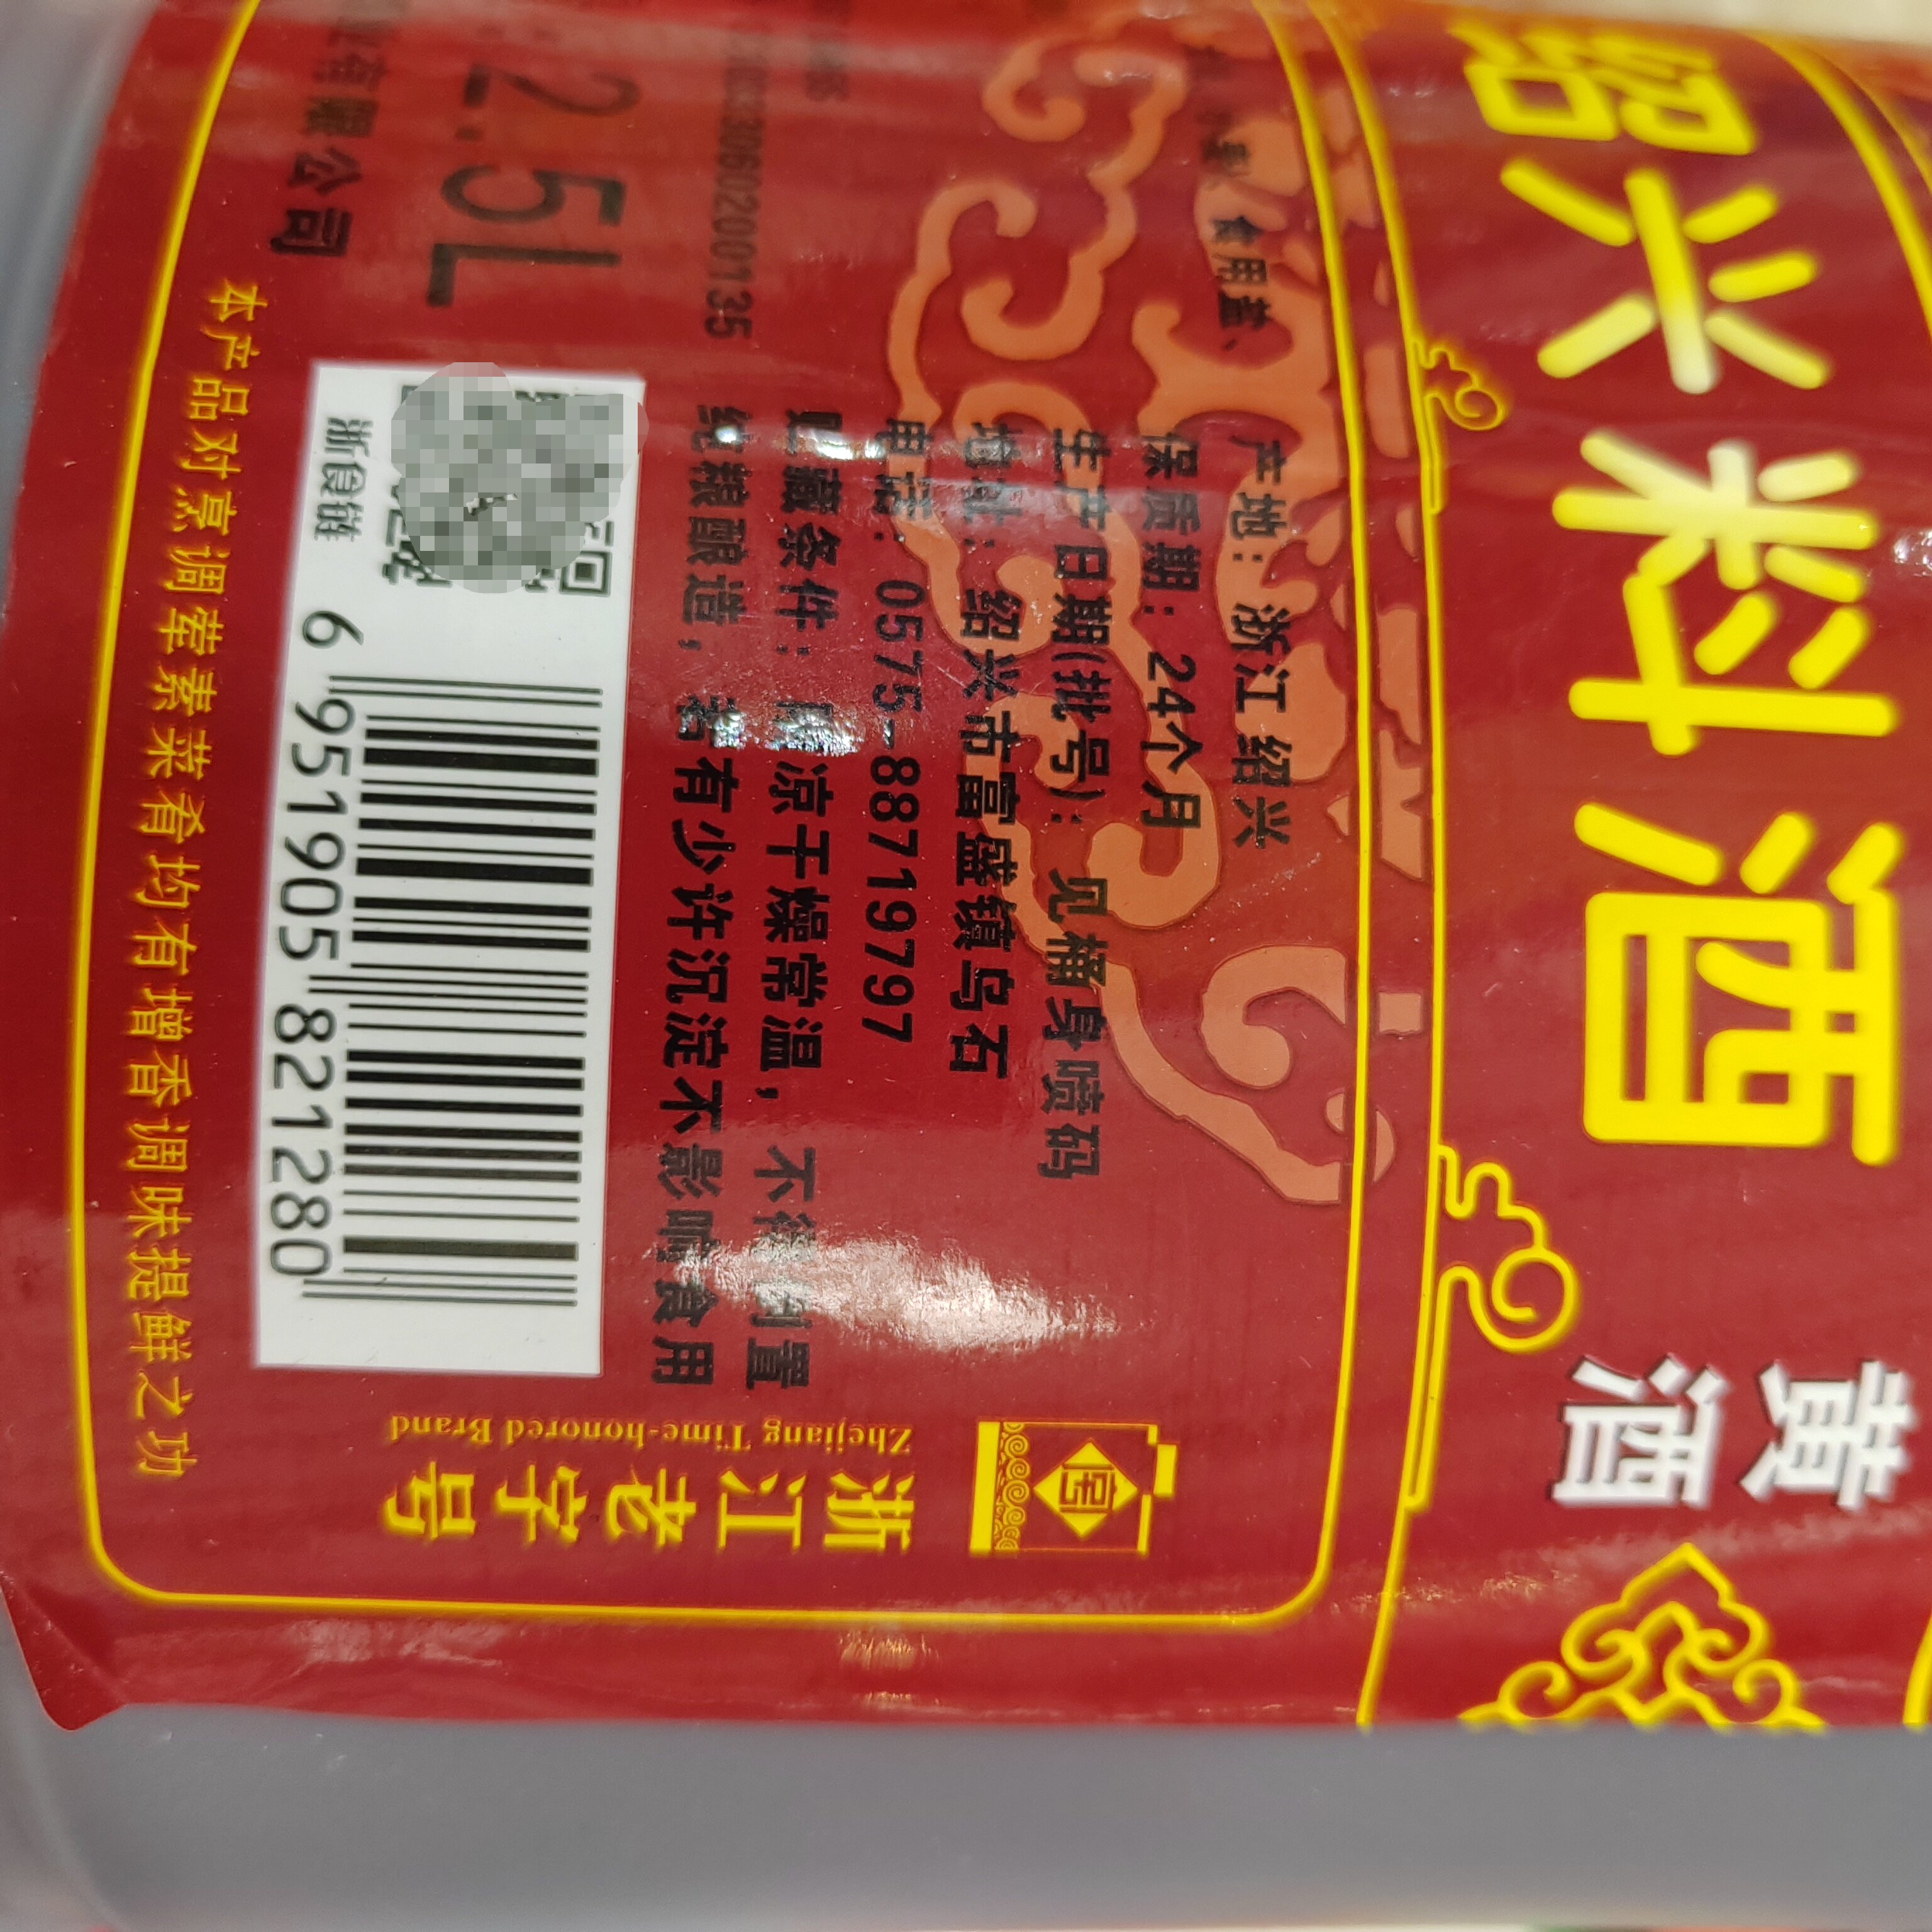 绍兴料酒
黄酒
食用盐、
产地：浙江绍兴
保质期：24个月
生产日期(批号)：见桶身喷码
地址：绍兴市富盛镇乌石
电话：0575-88719797
贮藏条件：阴凉干燥常温，不得倒置
纯粮酿造，若有少许沉淀不影响食用
3060200135
2.5L
有限公司
浙食链
6 951905 821280
本产品对烹调荤素菜肴均有增香调味提鲜之功
浙江老字号
Zhejiang Time-honored Brand